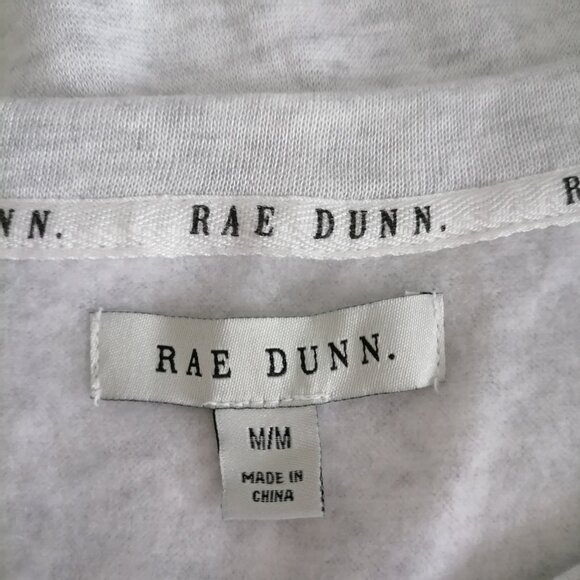 NN. RAE DUNN. R
RAE DUNN.
M/M
MADE IN
CHINA